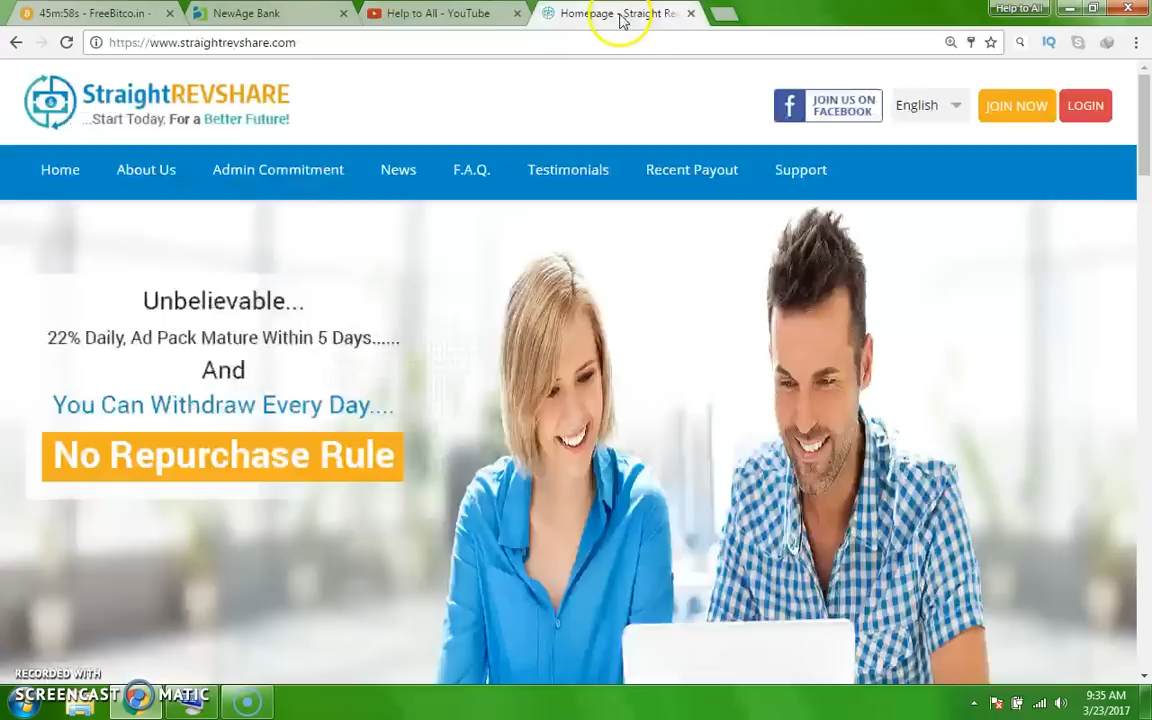 45m:58s - FreeBitco.in -
NewAge Bank
Help to All - YouTube
Homepage - Straight Re
Help to All
https://www.straightrevshare.com
IQ
StraightREVSHARE
...Start Today, For a Better Future!
f JOIN US ON
FACEBOOK
English
JOIN NOW
LOGIN
Home
About Us
Admin Commitment
News
F.A.Q.
Testimonials
Recent Payout
Support
Unbelievable...
22% Daily, Ad Pack Mature Within 5 Days......
And
You Can Withdraw Every Day....
No Repurchase Rule
RECORDED WITH
SCREENCAST MATIC
9:35 AM
3/23/2017